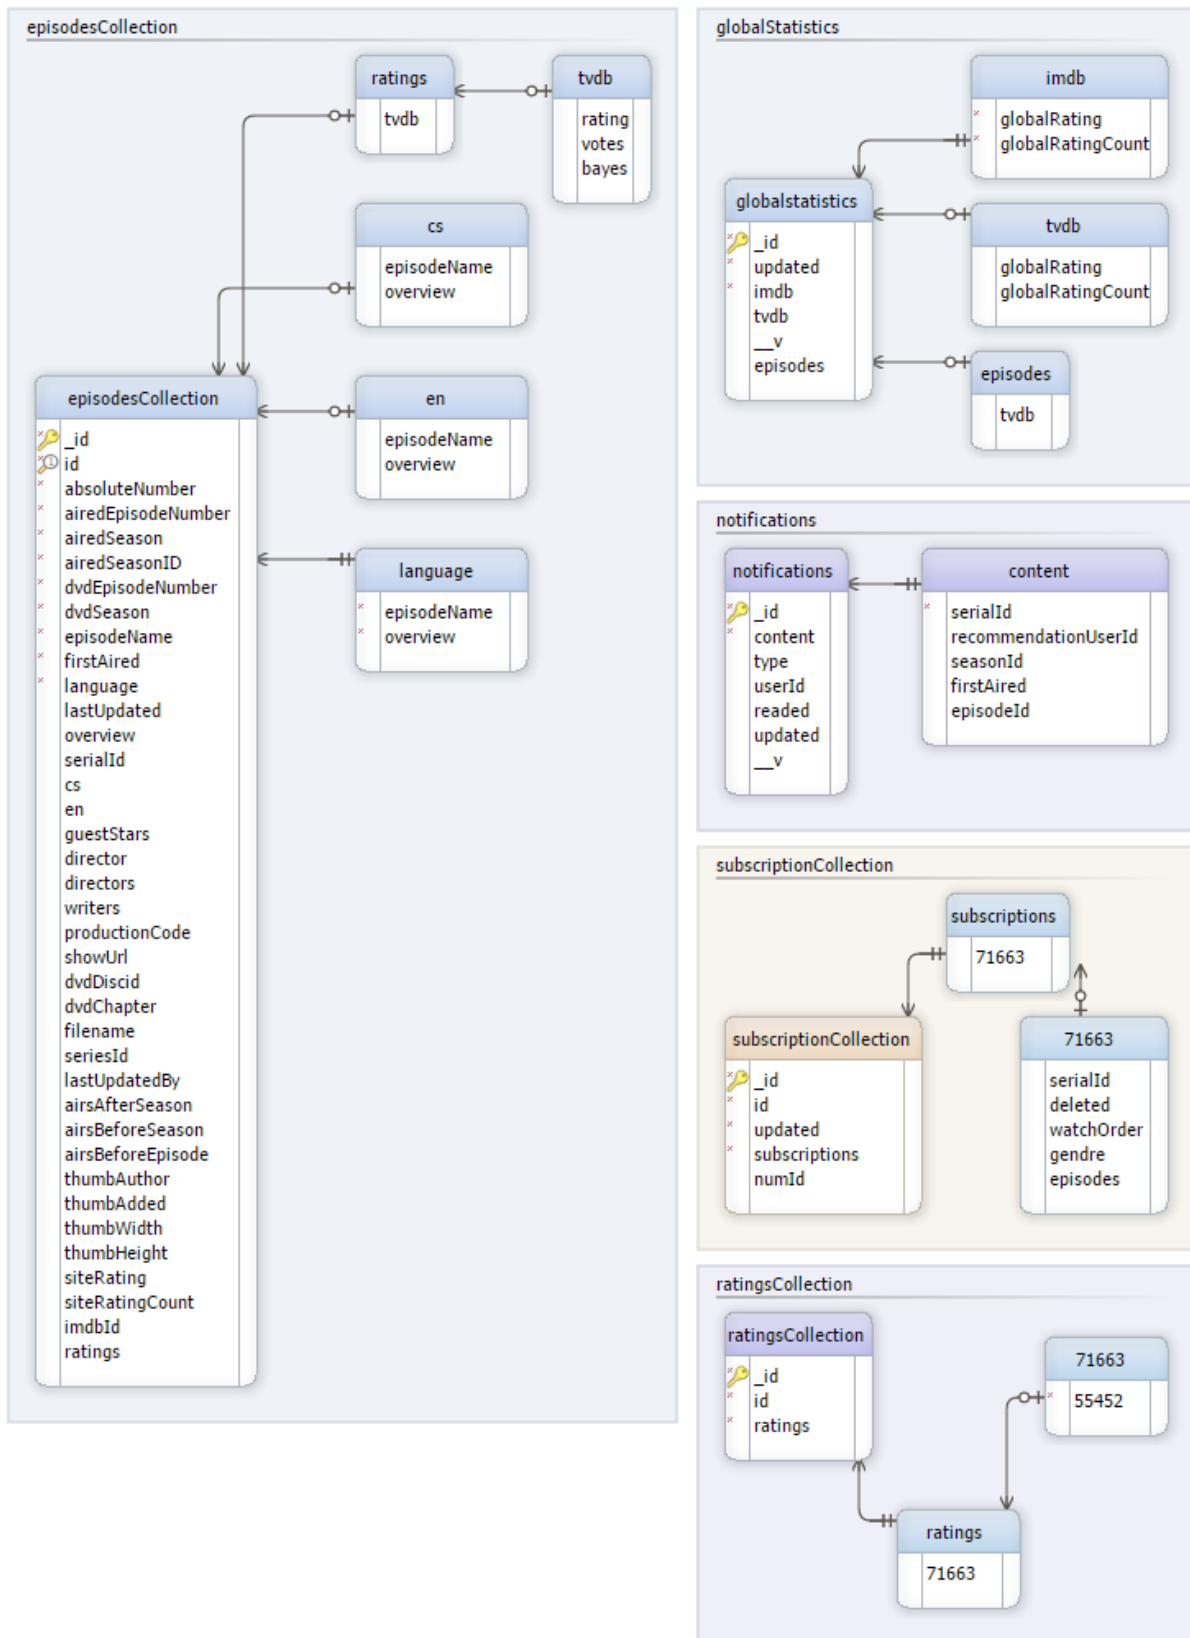 episodesCollection
ratings
tvdb
tvdb
rating
votes
bayes
cs
episodeName
overview
episodesCollection
_id
id
absoluteNumber
airedEpisodeNumber
airedSeason
airedSeasonID
dvdEpisodeNumber
dvdSeason
episodeName
firstAired
language
lastUpdated
overview
serialId
cs
en
guestStars
director
directors
writers
productionCode
showUrl
dvdDiscid
dvdChapter
filename
seriesId
lastUpdatedBy
airsAfterSeason
airsBeforeSeason
airsBeforeEpisode
thumbAuthor
thumbAdded
thumbWidth
thumbHeight
siteRating
siteRatingCount
imdbId
ratings
en
episodeName
overview
language
episodeName
overview
globalStatistics
imdb
globalRating
globalRatingCount
globalstatistics
_id
updated
imdb
tvdb
__v
episodes
tvdb
globalRating
globalRatingCount
episodes
tvdb
notifications
notifications
_id
content
type
userId
readed
updated
__v
content
serialId
recommendationUserId
seasonId
firstAired
episodeId
subscriptionCollection
subscriptions
71663
subscriptionCollection
_id
id
updated
subscriptions
numId
71663
serialId
deleted
watchOrder
gendre
episodes
ratingsCollection
ratingsCollection
_id
id
ratings
71663
55452
ratings
71663